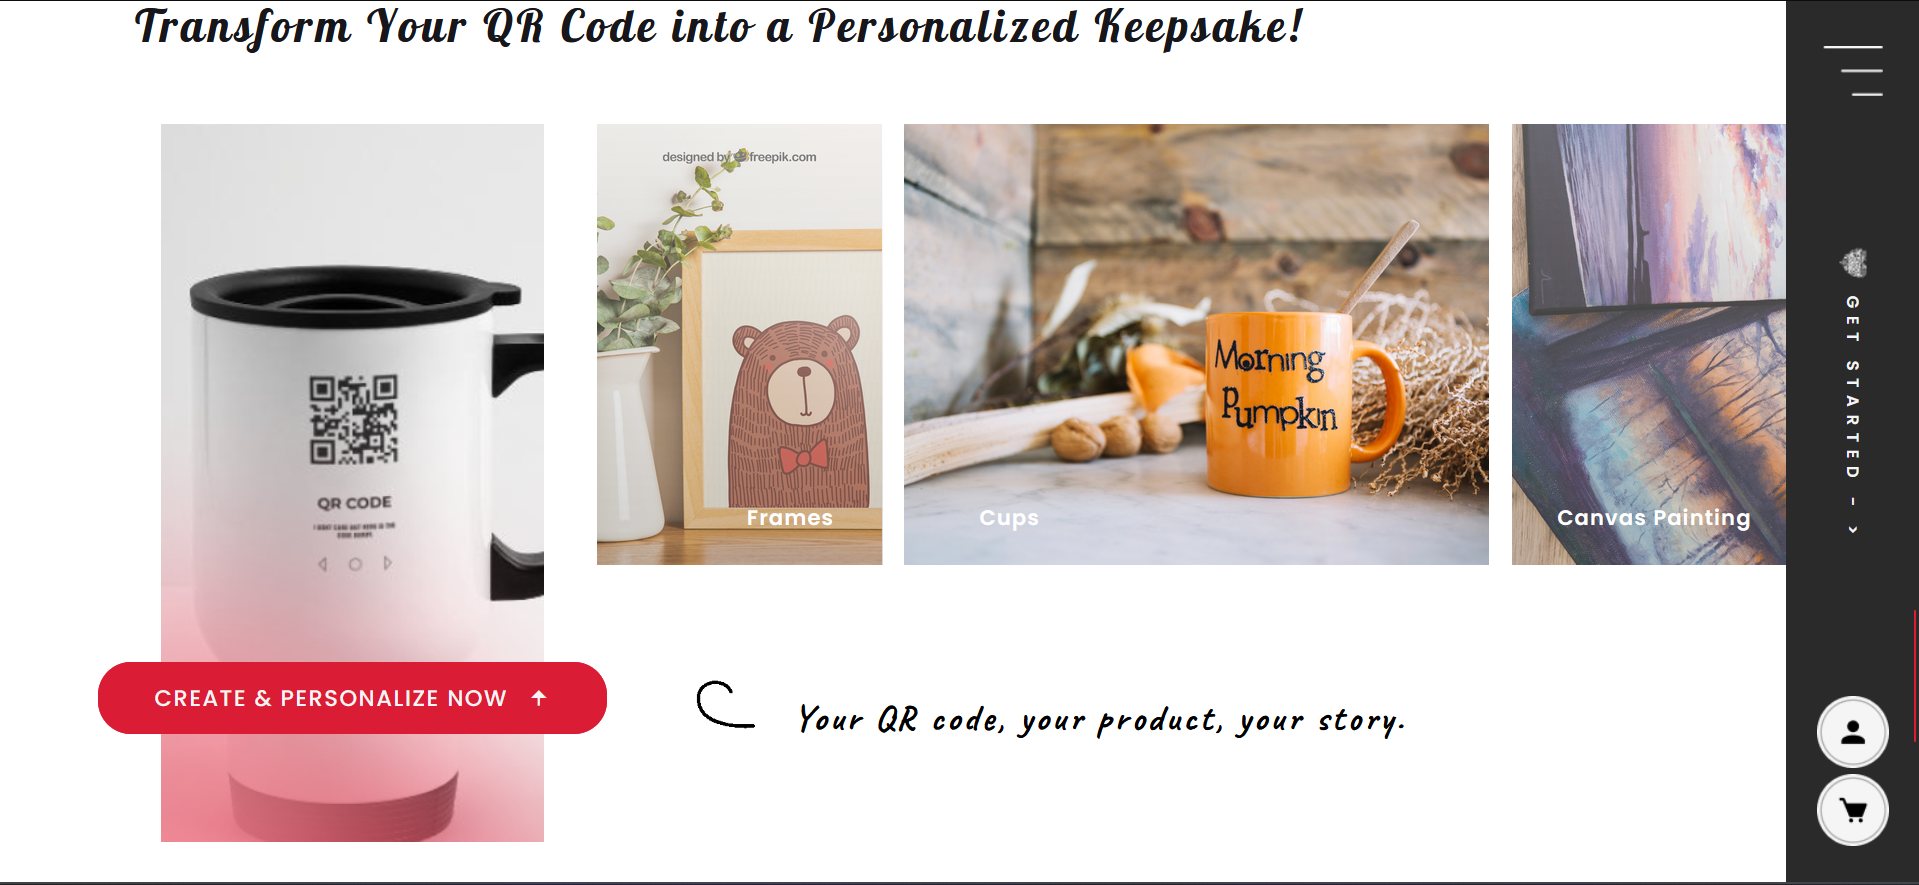 Transform Your QR Code into a Personalized Keepsake!
designed by freepik.com
Morning
Pumpkin
QR CODE
Frames
Cups
Canvas Painting
CREATE & PERSONALIZE NOW
Your QR code, your product, your story.
GET STARTED - >